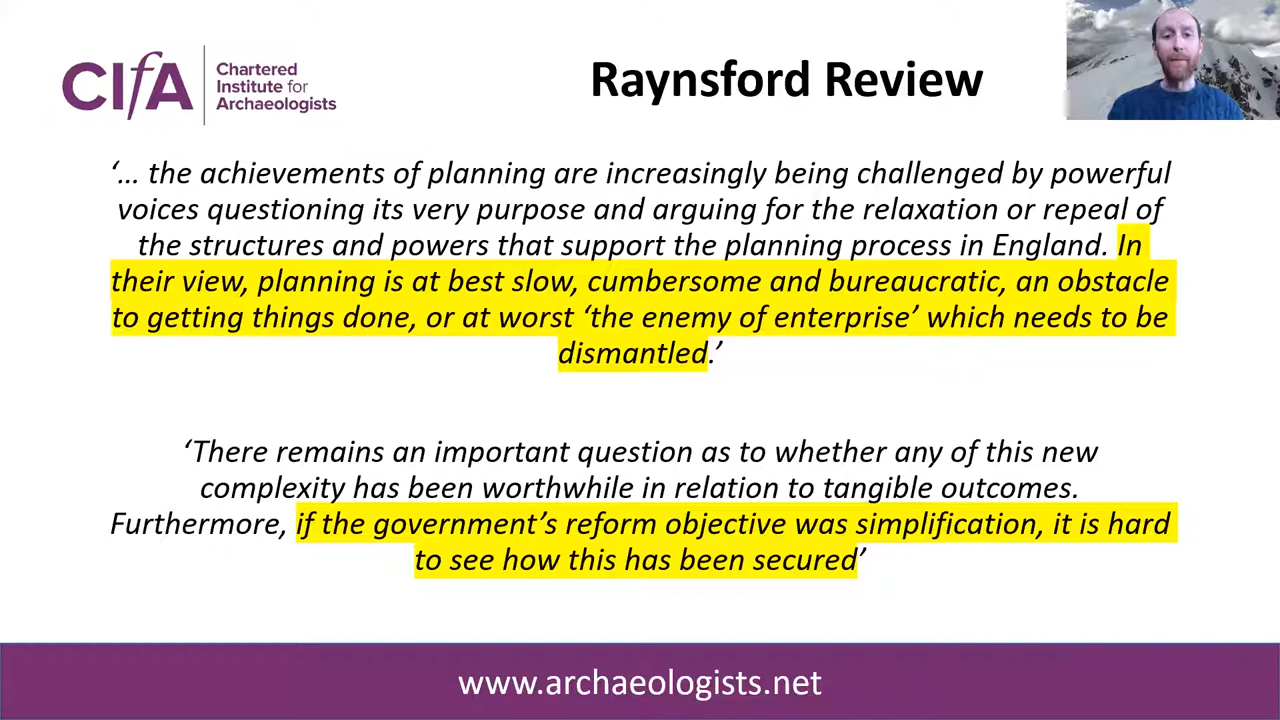 CIfA
Chartered
Institute for
Archaeologists
Raynsford Review
‘… the achievements of planning are increasingly being challenged by powerful
voices questioning its very purpose and arguing for the relaxation or repeal of
the structures and powers that support the planning process in England. In
their view, planning is at best slow, cumbersome and bureaucratic, an obstacle
to getting things done, or at worst ‘the enemy of enterprise’ which needs to be
dismantled.’
‘There remains an important question as to whether any of this new
complexity has been worthwhile in relation to tangible outcomes.
Furthermore, if the government’s reform objective was simplification, it is hard
to see how this has been secured’
www.archaeologists.net